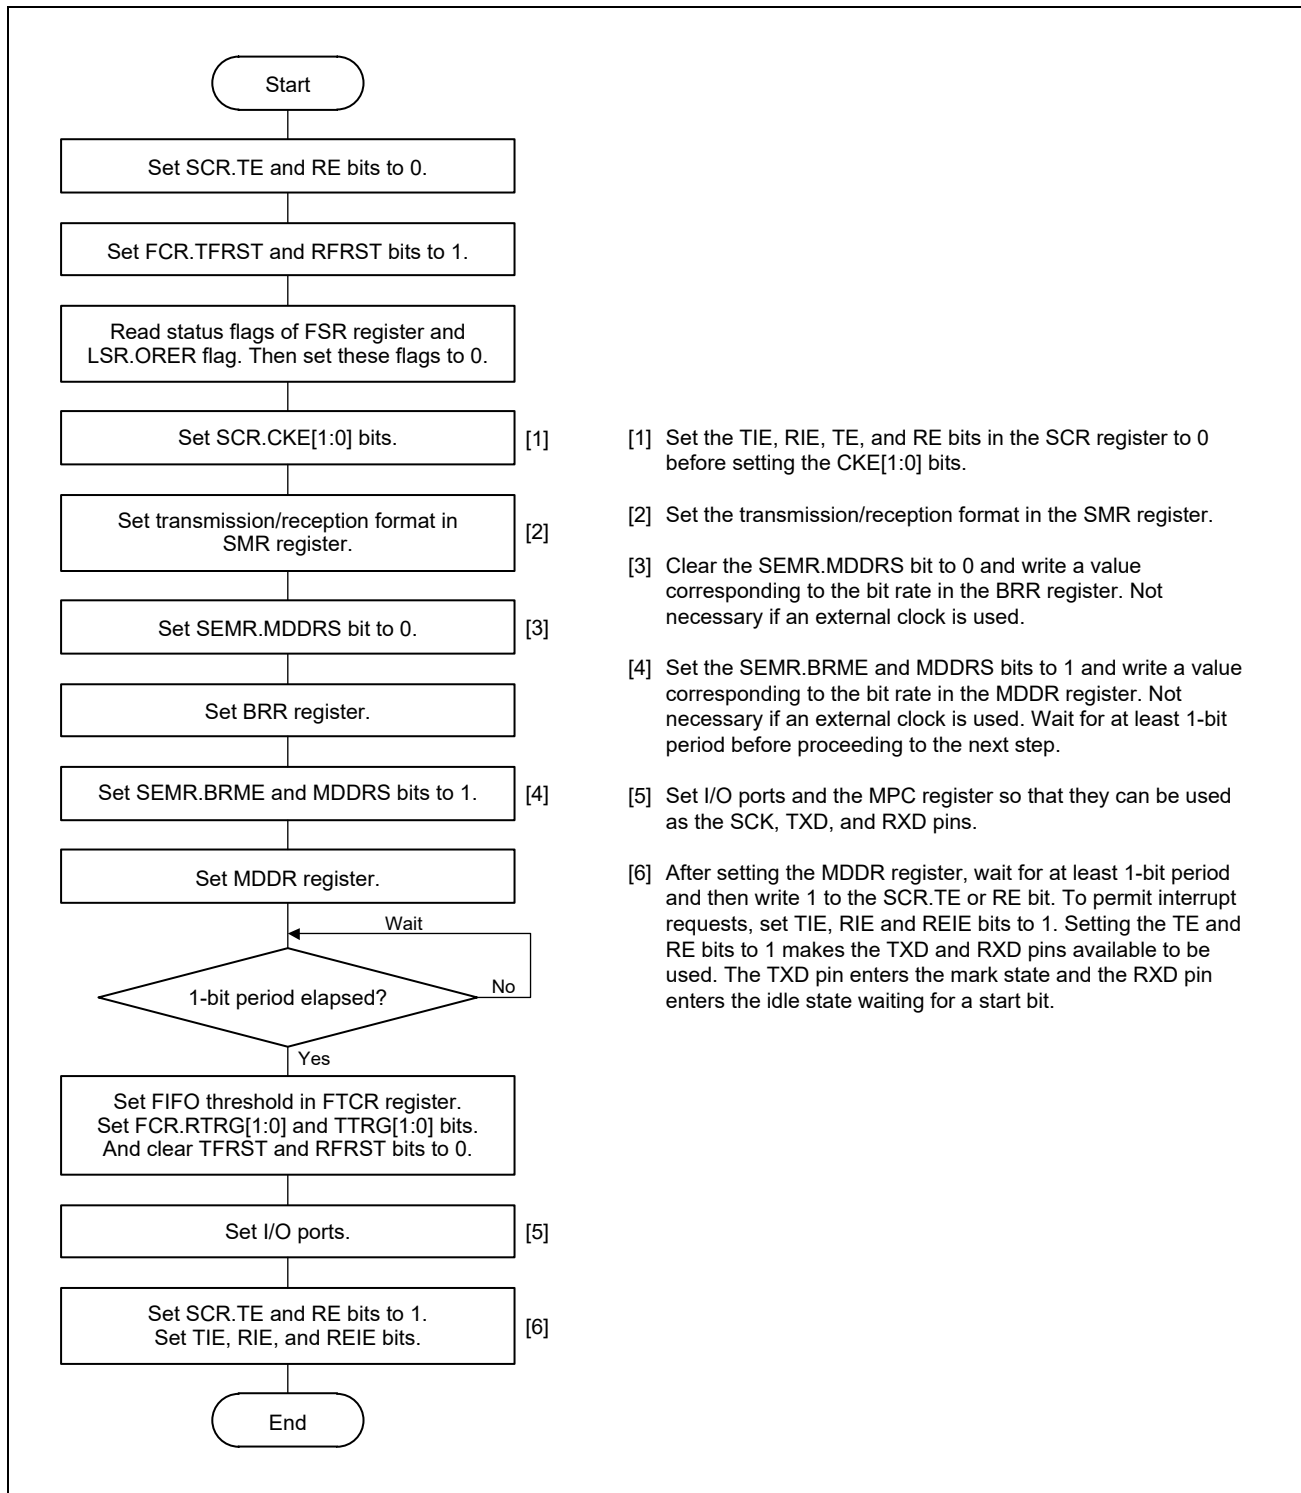 Start
Set SCR.TE and RE bits to 0.
Set FCR.TFRST and RFRST bits to 1.
Read status flags of FSR register and
LSR.ORER flag. Then set these flags to 0.
Set SCR.CKE[1:0] bits.
[1]
Set transmission/reception format in
SMR register.
[2]
Set SEMR.MDDRS bit to 0.
[3]
Set BRR register.
Set SEMR.BRME and MDDRS bits to 1.
[4]
Set MDDR register.
Wait
1-bit period elapsed?
No
Yes
Set FIFO threshold in FTCR register.
Set FCR.RTRG[1:0] and TTRG[1:0] bits.
And clear TFRST and RFRST bits to 0.
Set I/O ports.
[5]
Set SCR.TE and RE bits to 1.
Set TIE, RIE, and REIE bits.
[6]
End
[1] Set the TIE, RIE, TE, and RE bits in the SCR register to 0
before setting the CKE[1:0] bits.
[2] Set the transmission/reception format in the SMR register.
[3] Clear the SEMR.MDDRS bit to 0 and write a value
corresponding to the bit rate in the BRR register. Not
necessary if an external clock is used.
[4] Set the SEMR.BRME and MDDRS bits to 1 and write a value
corresponding to the bit rate in the MDDR register. Not
necessary if an external clock is used. Wait for at least 1-bit
period before proceeding to the next step.
[5] Set I/O ports and the MPC register so that they can be used
as the SCK, TXD, and RXD pins.
[6] After setting the MDDR register, wait for at least 1-bit period
and then write 1 to the SCR.TE or RE bit. To permit interrupt
requests, set TIE, RIE and REIE bits to 1. Setting the TE and
RE bits to 1 makes the TXD and RXD pins available to be
used. The TXD pin enters the mark state and the RXD pin
enters the idle state waiting for a start bit.